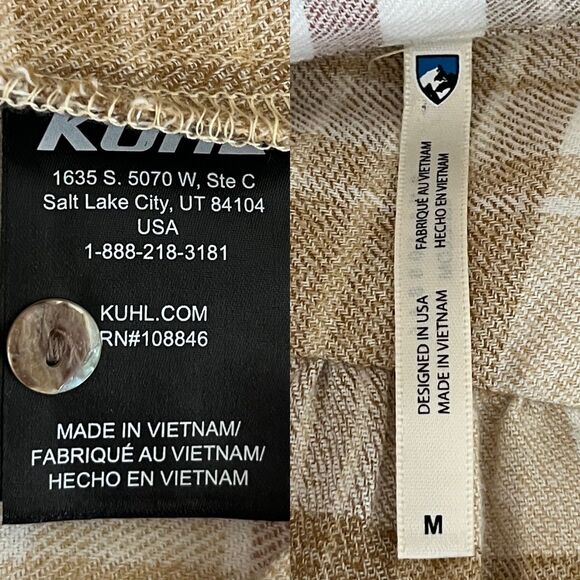 KUHL
1635 S. 5070 W, Ste C
Salt Lake City, UT 84104
USA
1-888-218-3181
KUHL.COM
RN#108846
MADE IN VIETNAM/
FABRIQUÉ AU VIETNAM/
HECHO EN VIETNAM
DESIGNED IN USA
MADE IN VIETNAM
FABRIQUÉ AU VIETNAM
HECHO EN VIETNAM
M